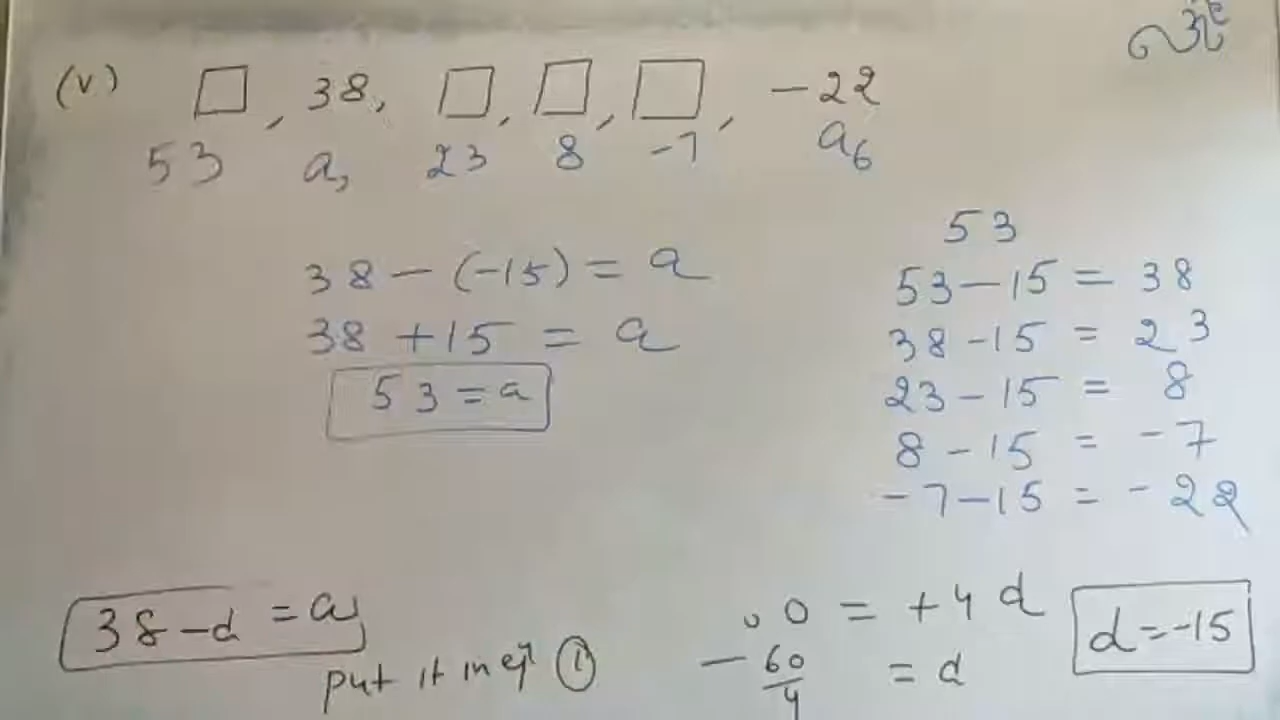 (v) □, 38, □, □, □, -22
53 a, 23 8 -7 a6
38 - (-15) = a
38 + 15 = a
53 = a
53
53 - 15 = 38
38 - 15 = 23
23 - 15 = 8
8 - 15 = -7
-7 - 15 = -22
38 - d = a
put it in
①
0 = +4d
-60/4 = d
d = -15